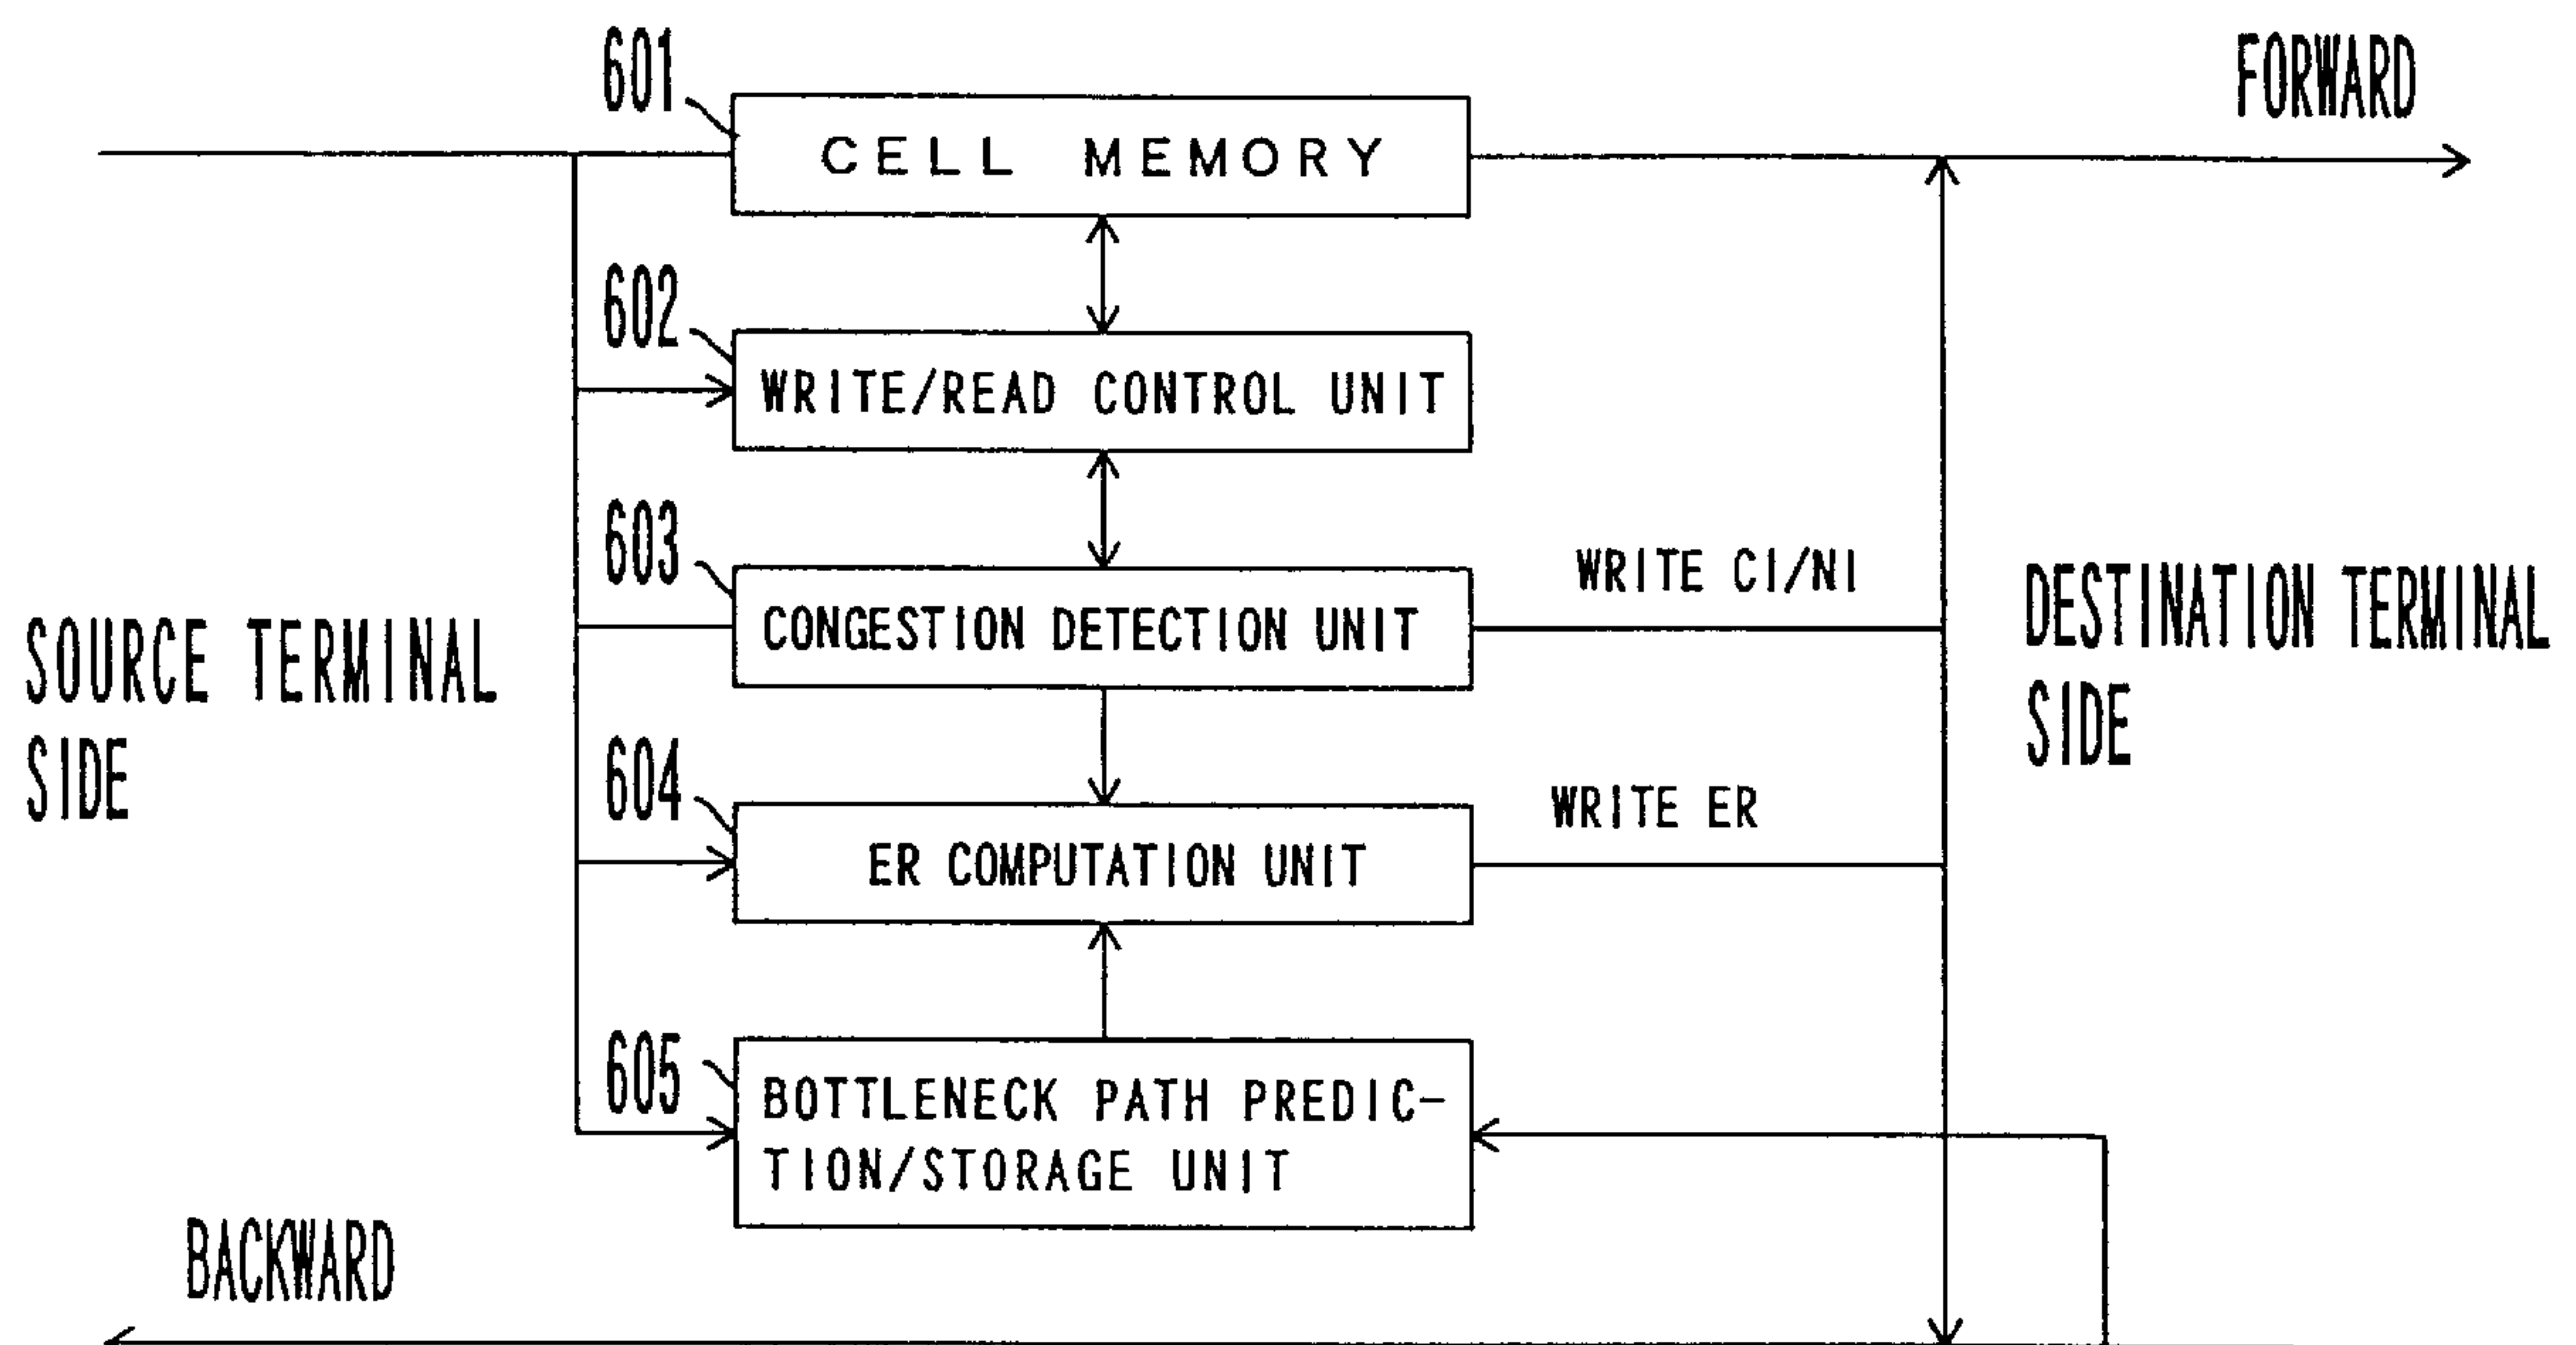 601
FORWARD
CELL MEMORY
602
WRITE/READ CONTROL UNIT
603
WRITE CI/NI
CONGESTION DETECTION UNIT
SOURCE TERMINAL
SIDE
DESTINATION TERMINAL
SIDE
604
WRITE ER
ER COMPUTATION UNIT
605
BOTTLENECK PATH PREDIC-
TION/STORAGE UNIT
BACKWARD